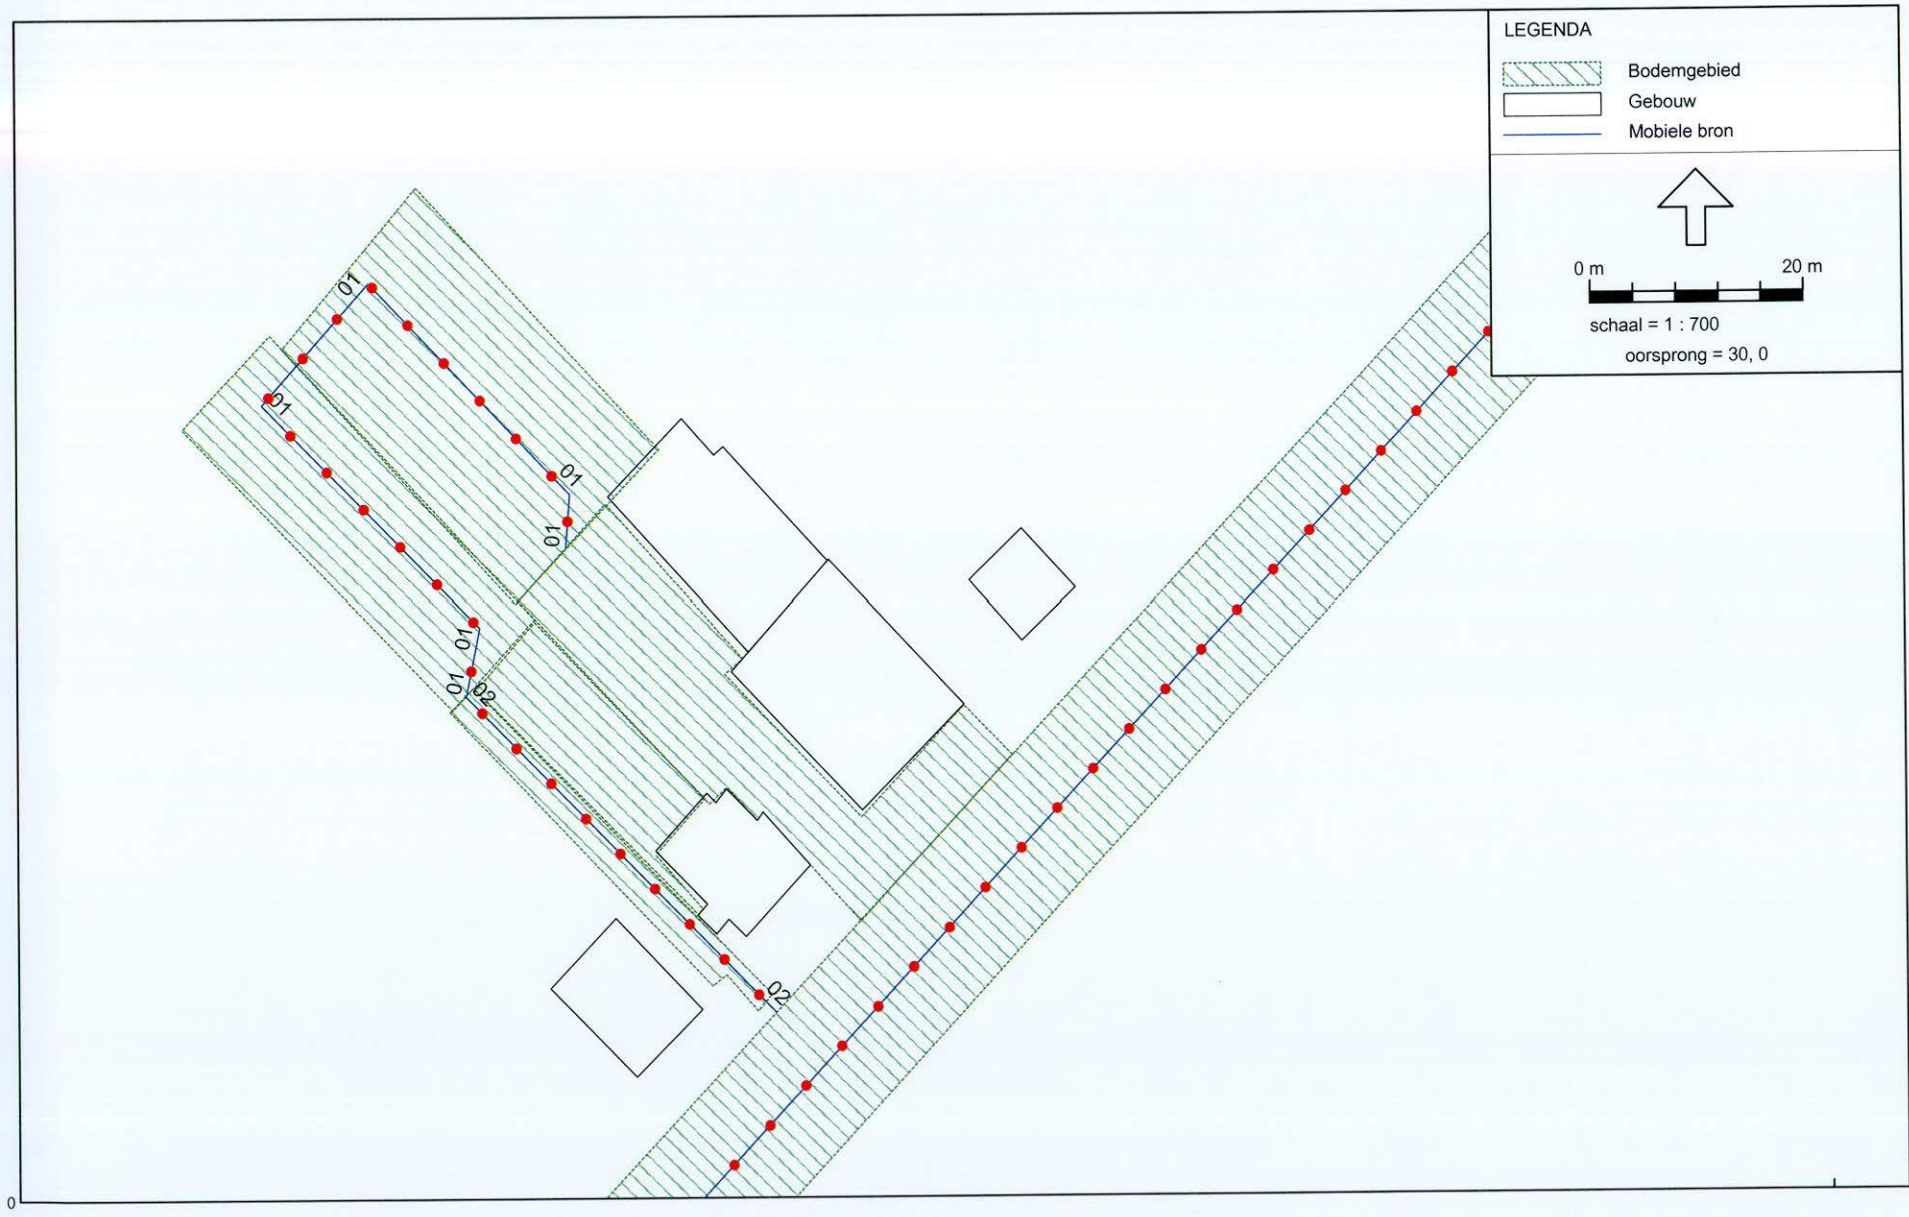 LEGENDA
Bodemgebied
Gebouw
Mobiele bron
0 m 20 m
schaal = 1 : 700
oorsprong = 30, 0
01
01
01
01
01
01
02
02
0